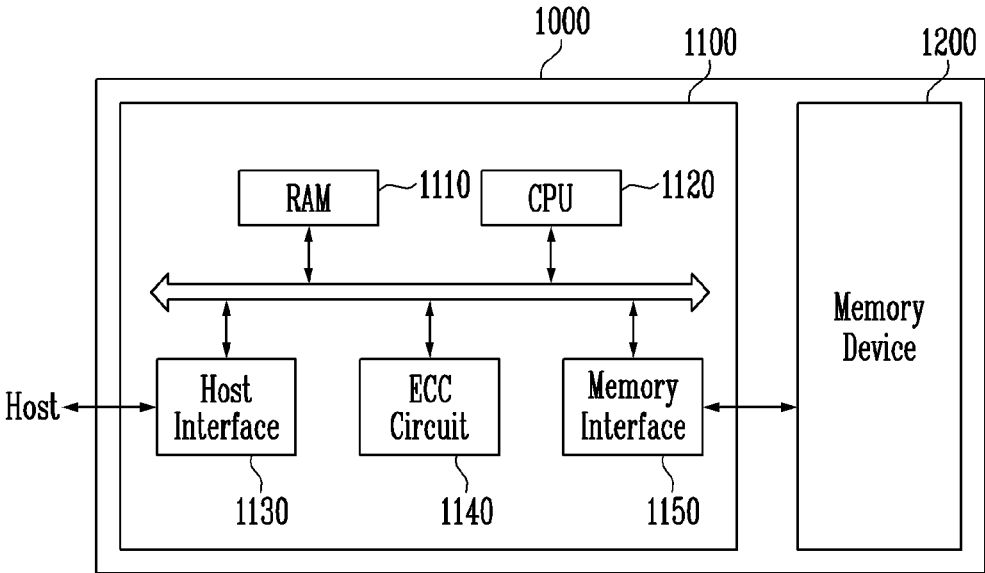 1000
1100
1200
RAM
1110
CPU
1120
Memory
Device
Host
Host
Interface
ECC
Circuit
Memory
Interface
1130
1140
1150